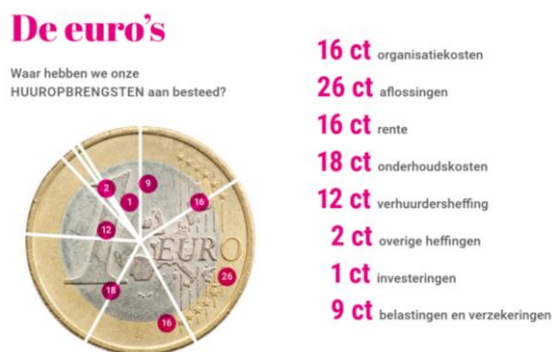 De euro's
Waar hebben we onze
HUUROPBRENGSTEN aan besteed?
16 ct organisatiekosten
26 ct aflossingen
16 ct rente
18 ct onderhoudskosten
12 ct verhuurdersheffing
2 ct overige heffingen
1 ct investeringen
9 ct belastingen en verzekeringen
2
9
1
16
12
EURO
26
18
16